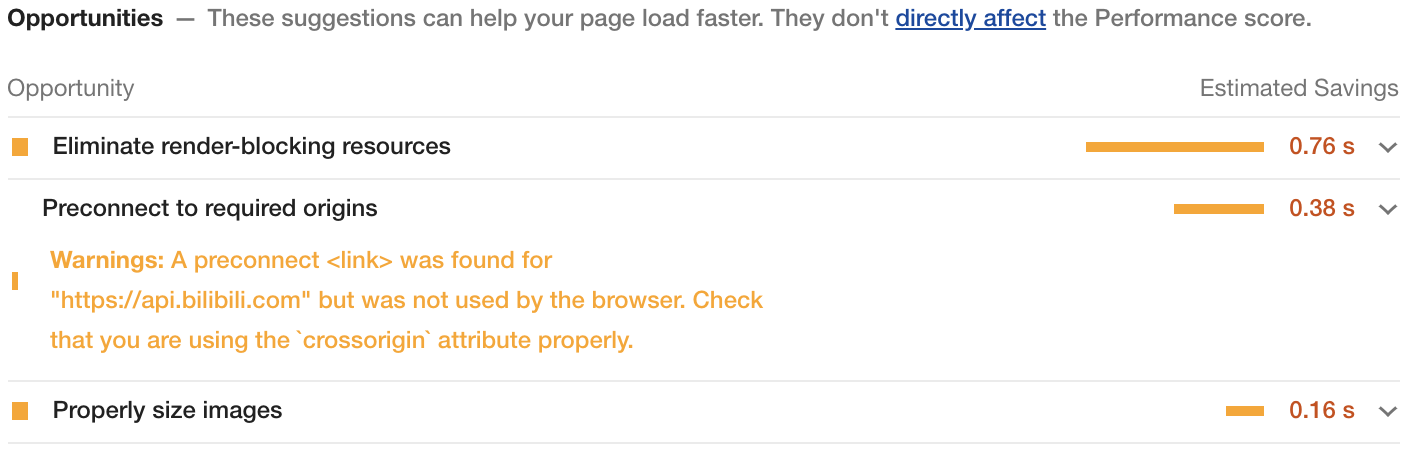 Opportunities — These suggestions can help your page load faster. They don't directly affect the Performance score.
Opportunity Estimated Savings
Eliminate render-blocking resources 0.76 s
Preconnect to required origins 0.38 s
Warnings: A preconnect <link> was found for
"https://api.bilibili.com" but was not used by the browser. Check
that you are using the `crossorigin` attribute properly.
Properly size images 0.16 s